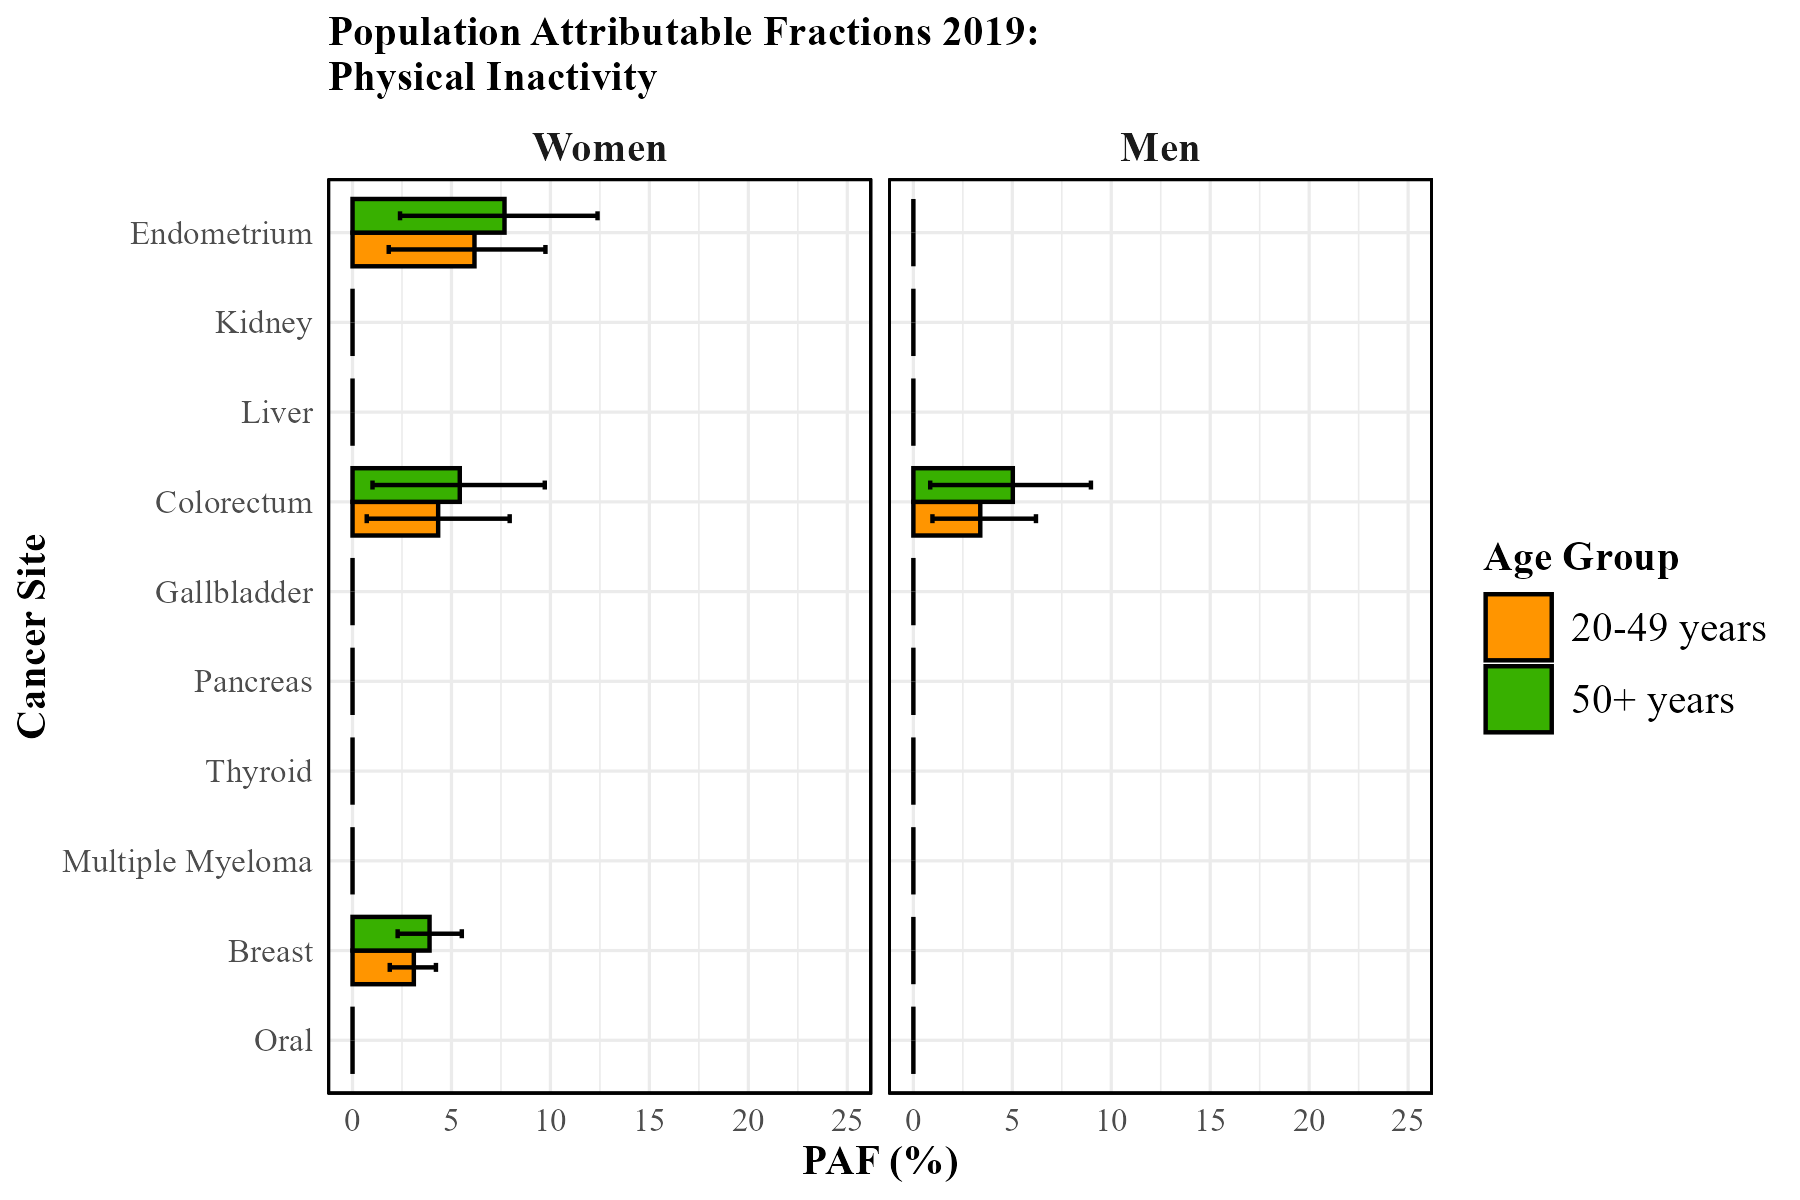 Population Attributable Fractions 2019:
Physical Inactivity
Women
Men
Cancer Site
Endometrium
Kidney
Liver
Colorectum
Gallbladder
Pancreas
Thyroid
Multiple Myeloma
Breast
Oral
0 5 10 15 20 25
0 5 10 15 20 25
PAF (%)
Age Group
20-49 years
50+ years